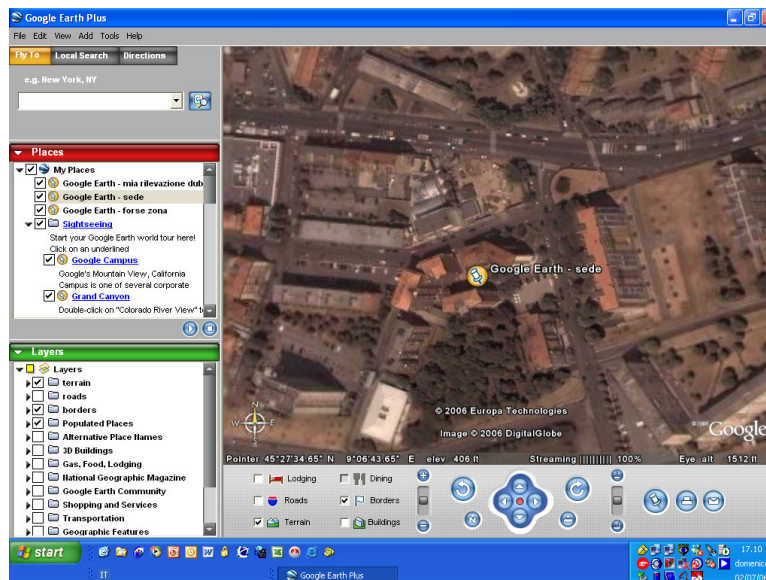 Google Earth Plus
File Edit View Add Tools Help
Fly To Local Search Directions
e.g. New York, NY
Places
My Places
Google Earth - mia rilevazione dub
Google Earth - sede
Google Earth - forse zona
Sightseeing
Start your Google Earth world tour here!
Click on an underlined
Google Campus
Google's Mountain View, California
Campus is one of several corporate
Grand Canyon
Double-click on "Colorado River View" to
Layers
Layers
terrain
roads
borders
Populated Places
Alternative Place Names
3D Buildings
Gas, Food, Lodging
National Geographic Magazine
Google Earth Community
Shopping and Services
Transportation
Geographic Features
Google Earth - sede
N
W E
© 2006 Europa Technologies
Image © 2006 DigitalGlobe
Google
Pointer 45°27'34.65" N 9°06'43.65" E elev 406 ft Streaming |||||||||| 100% Eye alt 1512 ft
Lodging Dining
Roads Borders
Terrain Buildings
N
start
17.10
IT Google Earth Plus domenica
02/07/06